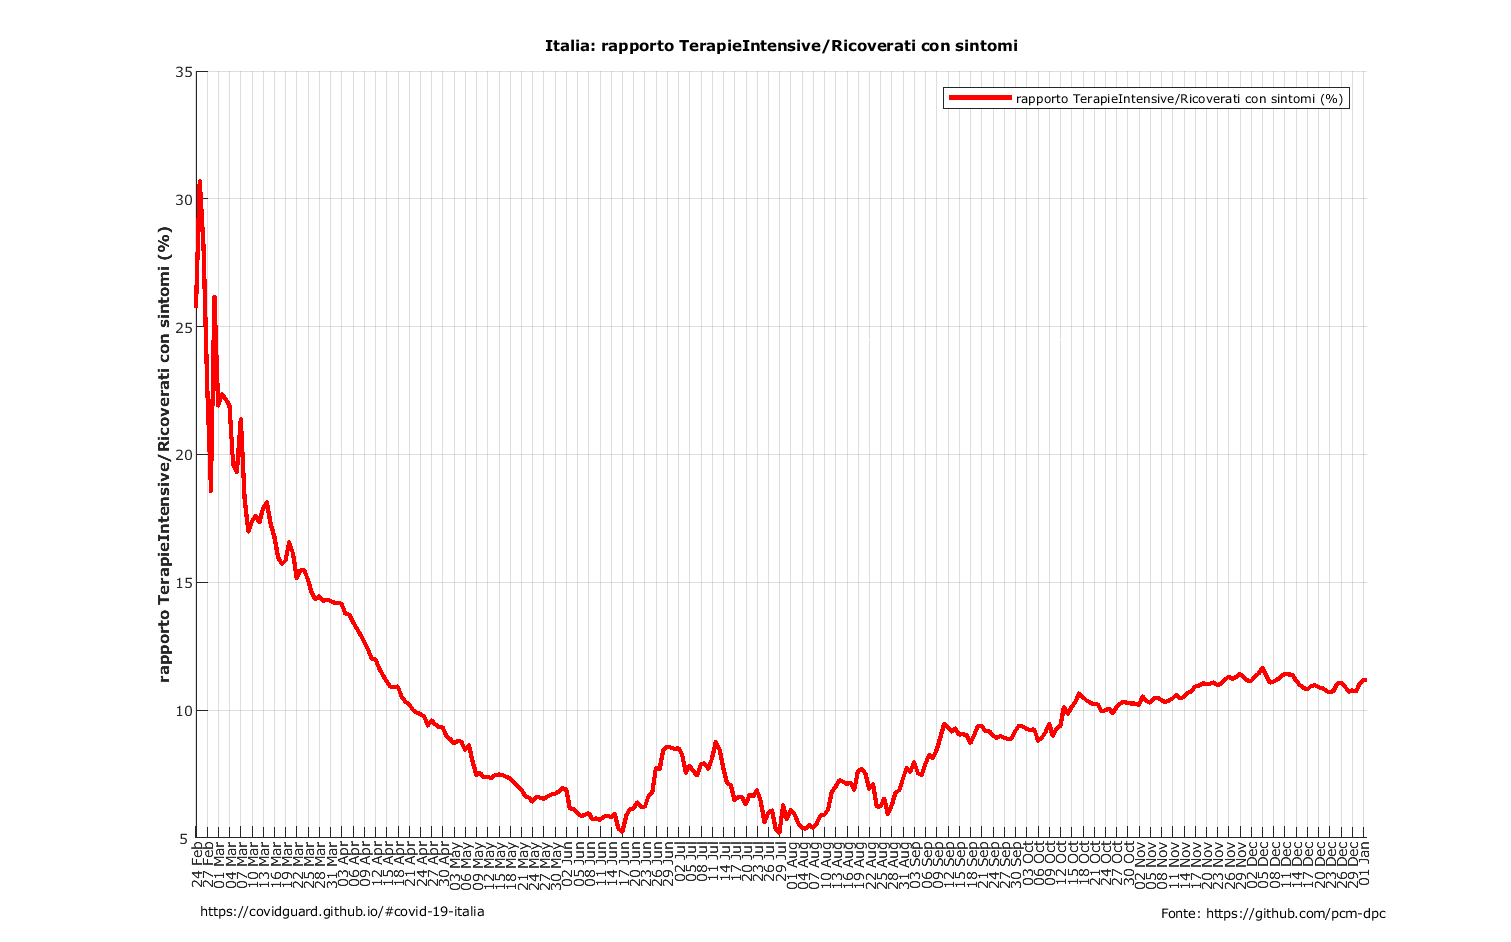 Italia: rapporto TerapieIntensive/Ricoverati con sintomi
rapporto TerapieIntensive/Ricoverati con sintomi (%)
rapporto TerapieIntensive/Ricoverati con sintomi (%)
35
30
25
20
15
10
5
24 Feb
27 Feb
01 Mar
04 Mar
07 Mar
10 Mar
13 Mar
16 Mar
19 Mar
22 Mar
25 Mar
28 Mar
31 Mar
03 Apr
06 Apr
09 Apr
12 Apr
15 Apr
18 Apr
21 Apr
24 Apr
27 Apr
30 Apr
03 May
06 May
09 May
12 May
15 May
18 May
21 May
24 May
27 May
30 May
02 Jun
05 Jun
08 Jun
11 Jun
14 Jun
17 Jun
20 Jun
23 Jun
26 Jun
29 Jun
02 Jul
05 Jul
08 Jul
11 Jul
14 Jul
17 Jul
20 Jul
23 Jul
26 Jul
29 Jul
01 Aug
04 Aug
07 Aug
10 Aug
13 Aug
16 Aug
19 Aug
22 Aug
25 Aug
28 Aug
31 Aug
03 Sep
06 Sep
09 Sep
12 Sep
15 Sep
18 Sep
21 Sep
24 Sep
27 Sep
30 Sep
03 Oct
06 Oct
09 Oct
12 Oct
15 Oct
18 Oct
21 Oct
24 Oct
27 Oct
30 Oct
02 Nov
05 Nov
08 Nov
11 Nov
14 Nov
17 Nov
20 Nov
23 Nov
26 Nov
29 Nov
02 Dec
05 Dec
08 Dec
11 Dec
14 Dec
17 Dec
20 Dec
23 Dec
26 Dec
29 Dec
01 Jan
https://covidguard.github.io/#covid-19-italia
Fonte: https://github.com/pcm-dpc